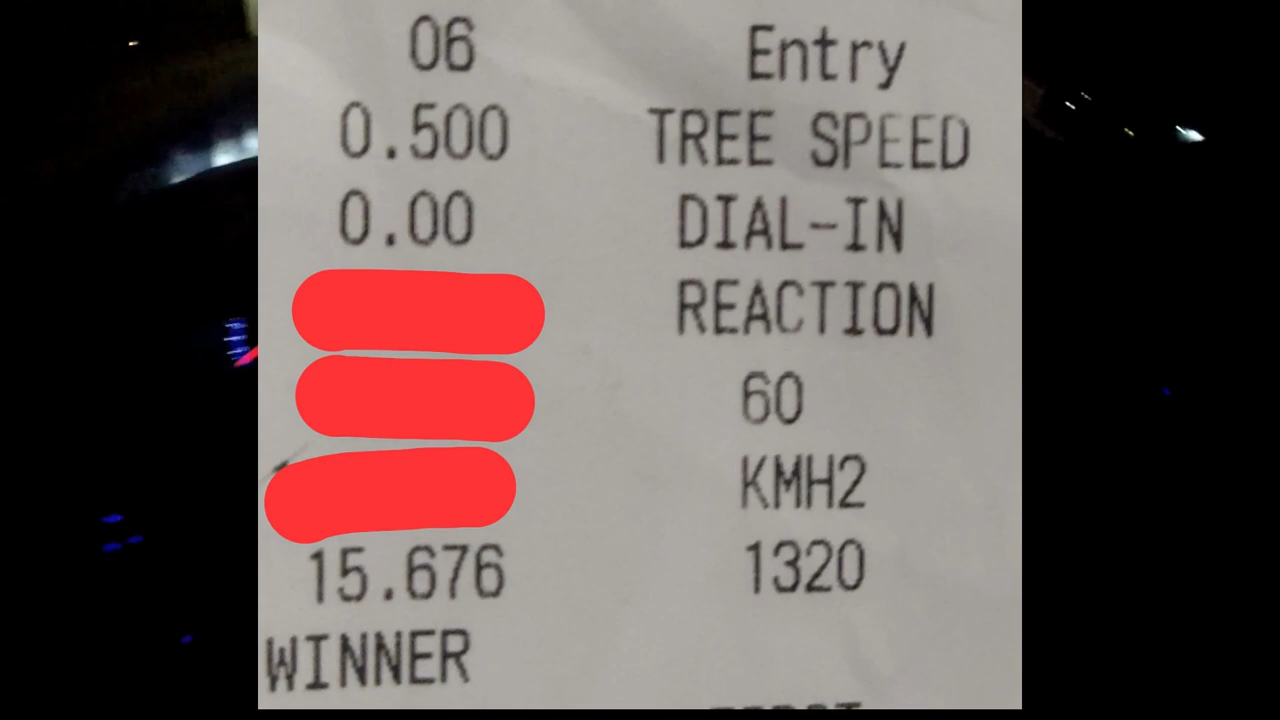 06 Entry
0.500 TREE SPEED
0.00 DIAL-IN
REACTION
60
KMH2
15.676 1320
WINNER